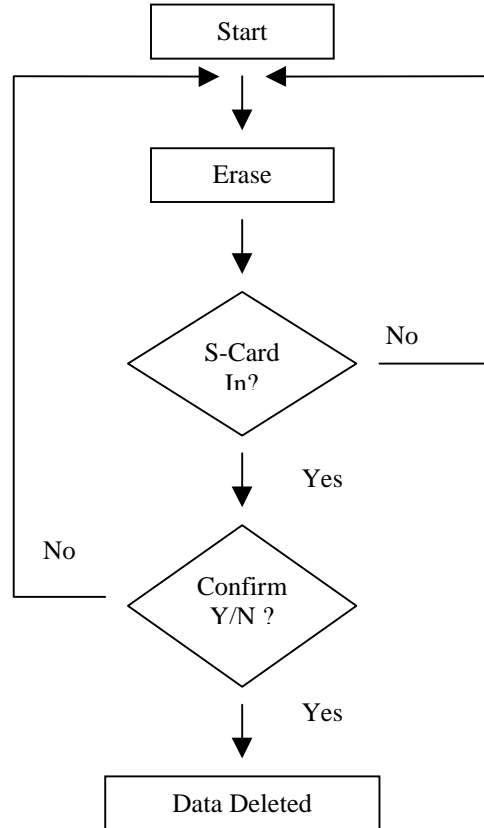 Start
Erase
S-Card
In?
No
Yes
No
Confirm
Y/N ?
Yes
Data Deleted